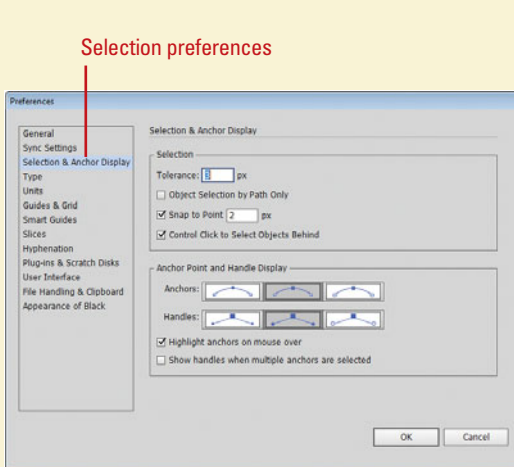 Selection preferences
Preferences
General
Sync Settings
Selection & Anchor Display
Type
Units
Guides & Grid
Smart Guides
Slices
Hyphenation
Plug-ins & Scratch Disks
User Interface
File Handling & Clipboard
Appearance of Black
Selection & Anchor Display
Selection
Tolerance: 3 px
Object Selection by Path Only
Snap to Point 2 px
Control Click to Select Objects Behind
Anchor Point and Handle Display
Anchors:
Handles:
Highlight anchors on mouse over
Show handles when multiple anchors are selected
OK Cancel